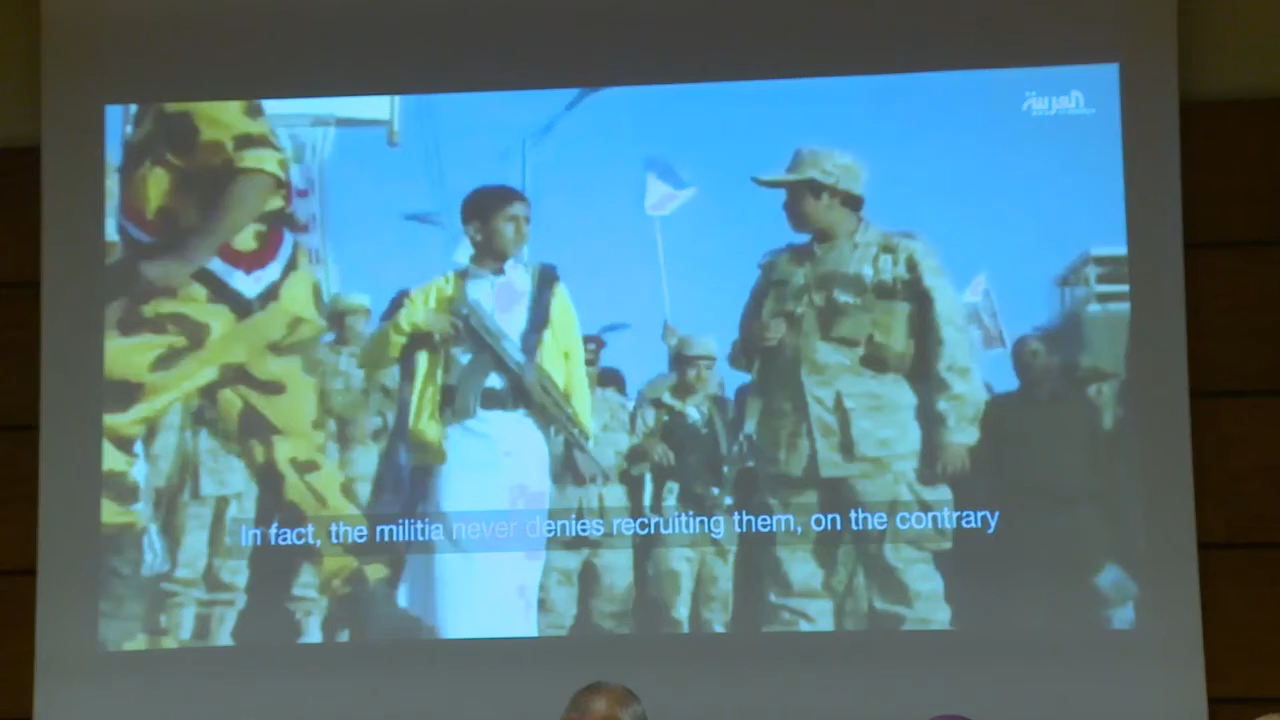 العربية
In fact, the militia never denies recruiting them, on the contrary